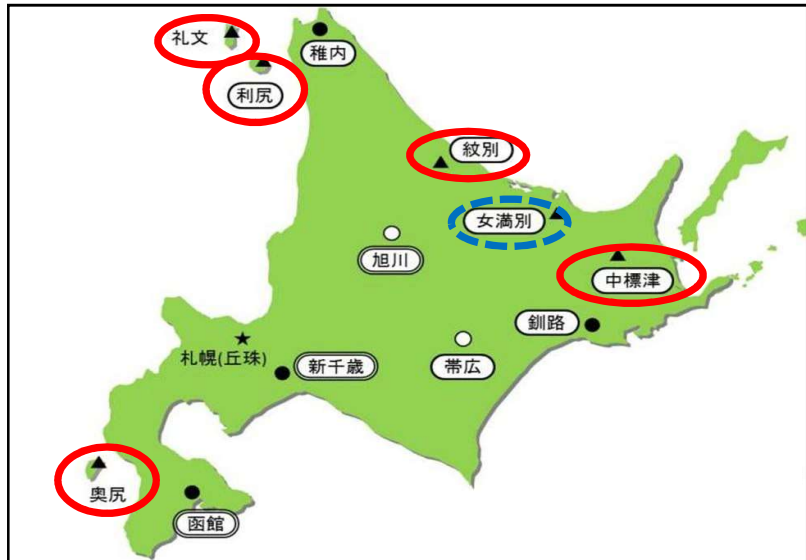 礼文
稚内
利尻
紋別
女満別
旭川
中標津
釧路
札幌(丘珠)
新千歳
帯広
奥尻
函館